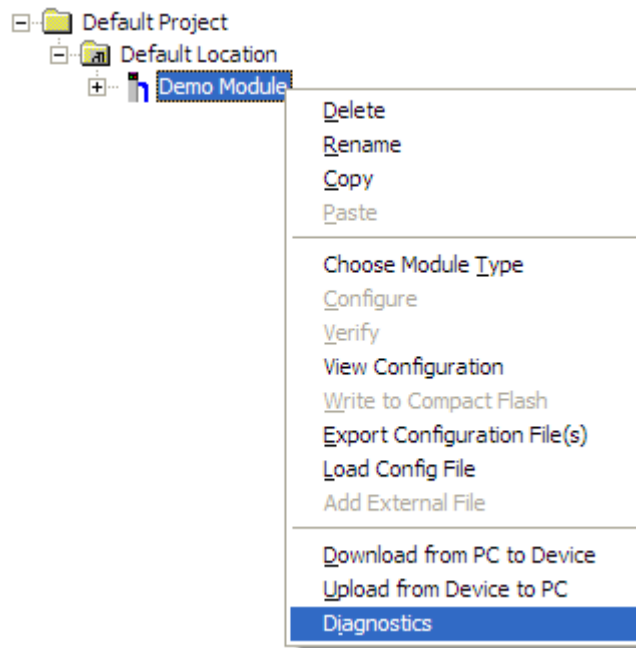 Default Project
Default Location
Demo Module
Delete
Rename
Copy
Paste
Choose Module Type
Configure
Verify
View Configuration
Write to Compact Flash
Export Configuration File(s)
Load Config File
Add External File
Download from PC to Device
Upload from Device to PC
Diagnostics